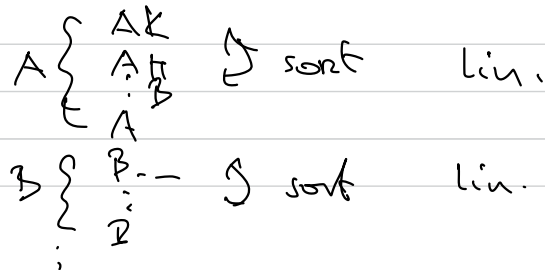 AK
A { AH } sort lin.
: B
A
B { B-- } sort lin.
:
B
: